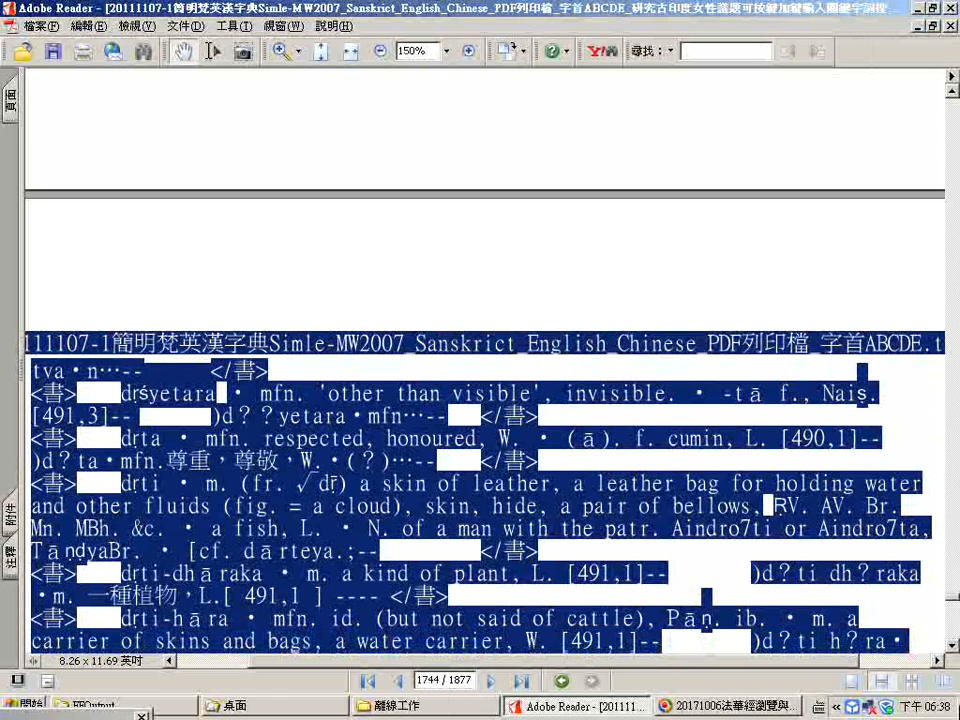 Adobe Reader - [20111107-1簡明梵英漢字典Simle-MW2007_Sanskrict_English_Chinese_PDF列印檔_字首ABCDE_研究古印度女性議題可按鍵加鍵輸入關鍵字詞搜
檔案(F) 編輯(E) 檢視(V) 文件(D) 工具(T) 視窗(W) 說明(H)
150% 尋找:
頁面
附件
註釋
111107-1簡明梵英漢字典Simle-MW2007_Sanskrict_English_Chinese_PDF列印檔_字首ABCDE.t
tva•n…-- </書>
<書> dṛśyetara • mfn. 'other than visible', invisible. • -tā f., Naiṣ.
[491,3]-- )d??yetara•mfn…-- </書>
<書> dṛta • mfn. respected, honoured, W. • (ā). f. cumin, L. [490,1]--
)d?ta•mfn.尊重，尊敬，W.•(?)…-- </書>
<書> dṛti • m. (fr. √dṝ) a skin of leather, a leather bag for holding water
and other fluids (fig. = a cloud), skin, hide, a pair of bellows, RV. AV. Br.
Mn. MBh. &c. • a fish, L. • N. of a man with the patr. Aindro7ti or Aindro7ta,
TāṇḍyaBr. • [cf. dārteya.;-- </書>
<書> dṛti-dhāraka • m. a kind of plant, L. [491,1]-- )d?ti dh?raka
•m. 一種植物，L.[ 491,1 ] ---- </書>
<書> dṛti-hāra • mfn. id. (but not said of cattle), Pāṇ. ib. • m. a
carrier of skins and bags, a water carrier, W. [491,1]-- )d?ti h?ra•
8.26 x 11.69 英吋
1744 / 1877
開始 FFOutput 桌面 離線工作 Adobe Reader - [201111... 20171006法華經瀏覽與... 下午 06:38